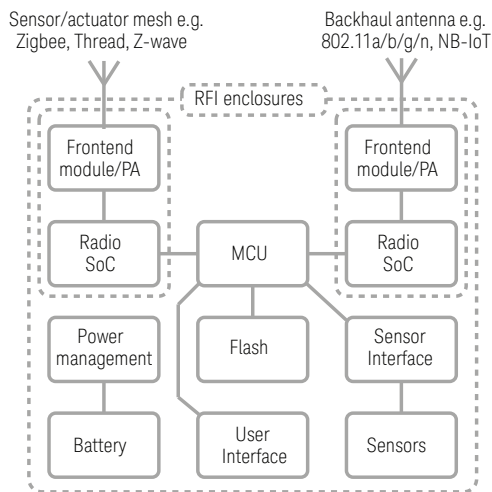 Sensor/actuator mesh e.g.
Zigbee, Thread, Z-wave
Backhaul antenna e.g.
802.11a/b/g/n, NB-IoT
RFI enclosures
Frontend
module/PA
Frontend
module/PA
Radio
SoC
MCU
Radio
SoC
Power
management
Flash
Sensor
Interface
Battery
User
Interface
Sensors